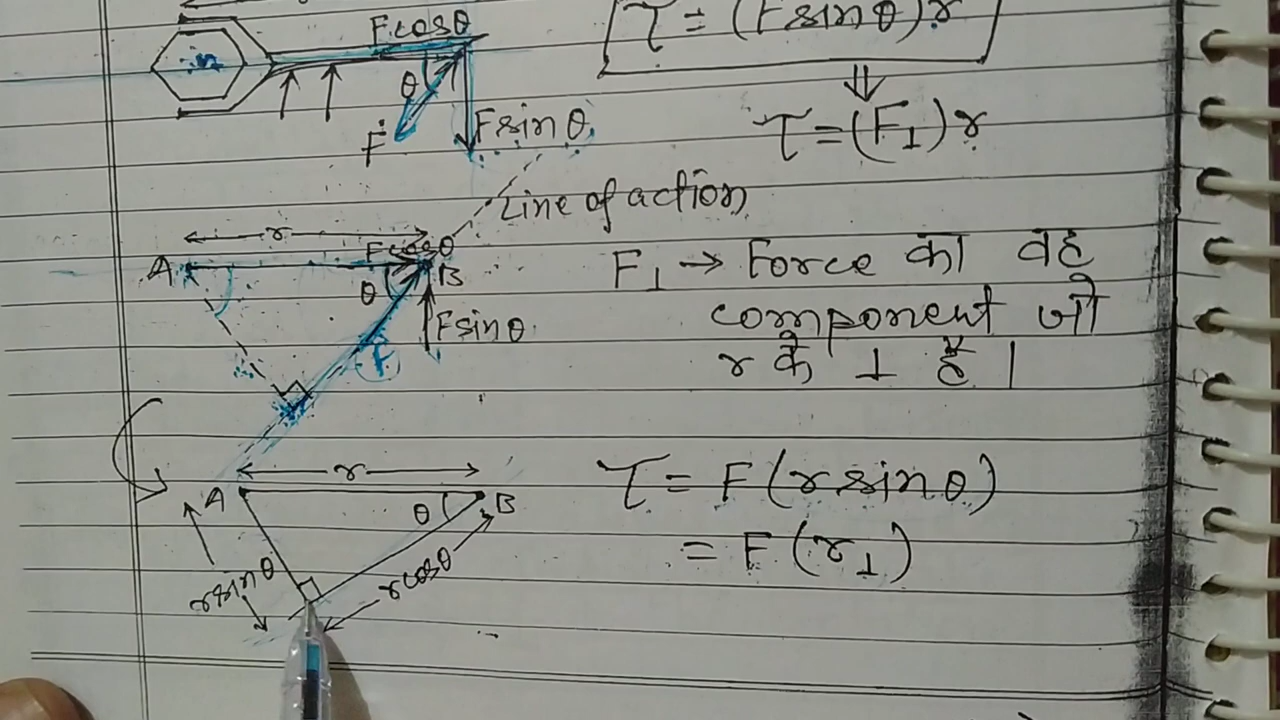 τ = (F sinθ) r
F cosθ
n
θ
F
F sinθ
⇓
τ = (F⊥) r
Line of action
r
F cosθ
A
B
θ
F sinθ
F
F⊥ → Force का वह
component जो
r के ⊥ है।
r
A
θ
B
r sinθ
r cosθ
τ = F(r sinθ)
= F(r⊥)